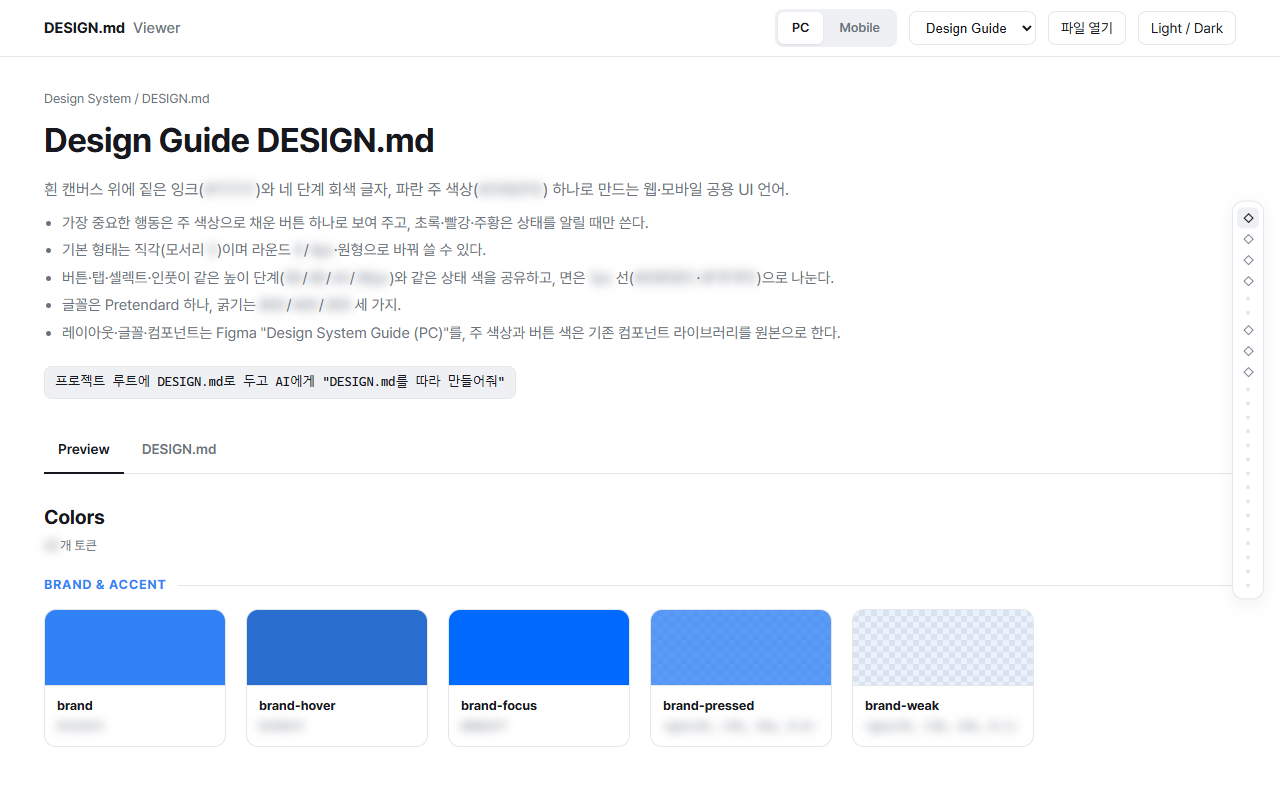 DESIGN.md Viewer
PC Mobile Design Guide 파일 열기 Light / Dark
Design System / DESIGN.md
Design Guide DESIGN.md
흰 캔버스 위에 짙은 잉크( )와 네 단계 회색 글자, 파란 주 색상( ) 하나로 만드는 웹·모바일 공용 UI 언어.
가장 중요한 행동은 주 색상으로 채운 버튼 하나로 보여 주고, 초록·빨강·주황은 상태를 알릴 때만 쓴다.
기본 형태는 직각(모서리 )이며 라운드 / ·원형으로 바꿔 쓸 수 있다.
버튼·탭·셀렉트·인풋이 같은 높이 단계( / / / )와 같은 상태 색을 공유하고, 면은 선( · )으로 나눈다.
글꼴은 Pretendard 하나, 굵기는 / / 세 가지.
레이아웃·글꼴·컴포넌트는 Figma "Design System Guide (PC)"를, 주 색상과 버튼 색은 기존 컴포넌트 라이브러리를 원본으로 한다.
프로젝트 루트에 DESIGN.md로 두고 AI에게 "DESIGN.md를 따라 만들어줘"
Preview DESIGN.md
Colors
개 토큰
BRAND & ACCENT
brand brand-hover brand-focus brand-pressed brand-weak